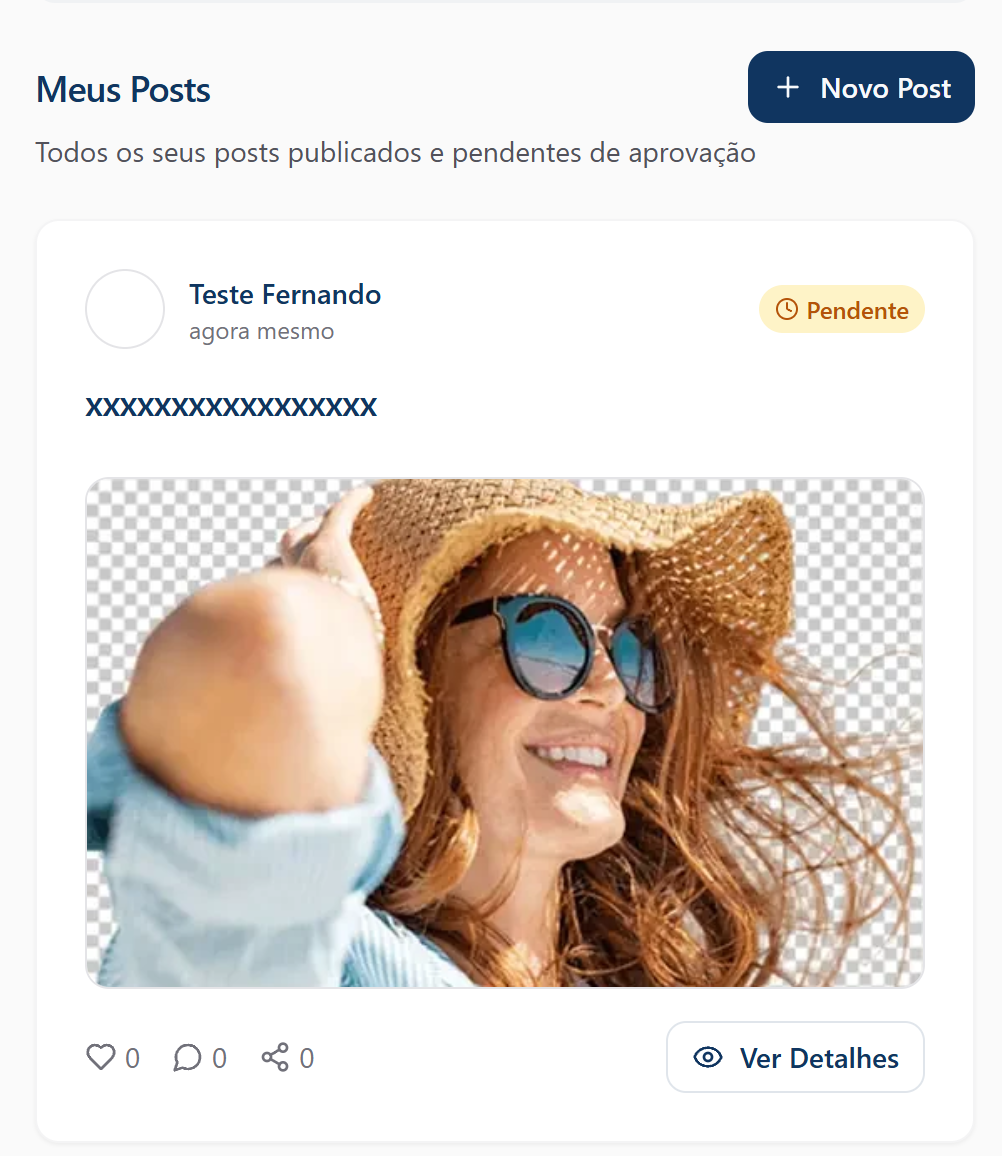 Meus Posts
+ Novo Post
Todos os seus posts publicados e pendentes de aprovação
Teste Fernando
agora mesmo
Pendente
xxxxxxxxxxxxxxxxx
0 0 0
Ver Detalhes